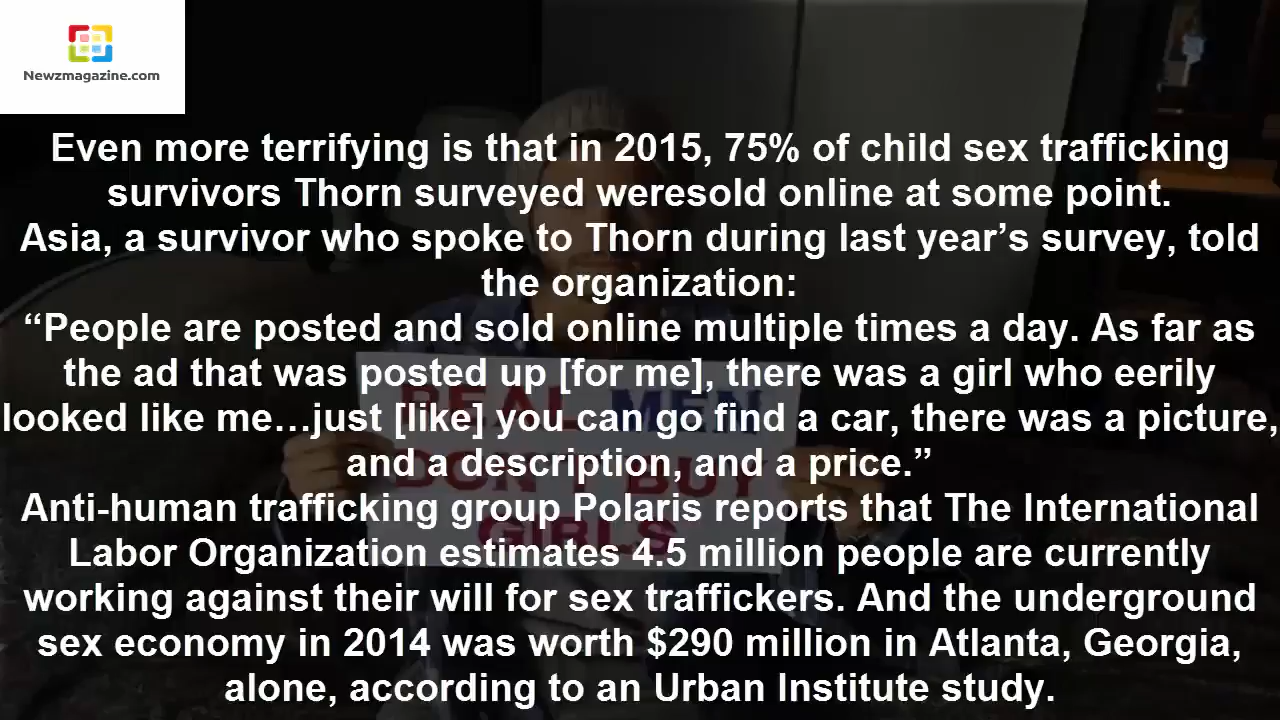 Newzmagazine.com
Even more terrifying is that in 2015, 75% of child sex trafficking
survivors Thorn surveyed weresold online at some point.
Asia, a survivor who spoke to Thorn during last year’s survey, told
the organization:
“People are posted and sold online multiple times a day. As far as
the ad that was posted up [for me], there was a girl who eerily
looked like me…just [like] you can go find a car, there was a picture,
and a description, and a price.”
Anti-human trafficking group Polaris reports that The International
Labor Organization estimates 4.5 million people are currently
working against their will for sex traffickers. And the underground
sex economy in 2014 was worth $290 million in Atlanta, Georgia,
alone, according to an Urban Institute study.
REAL MEN
DON'T BUY
GIRLS